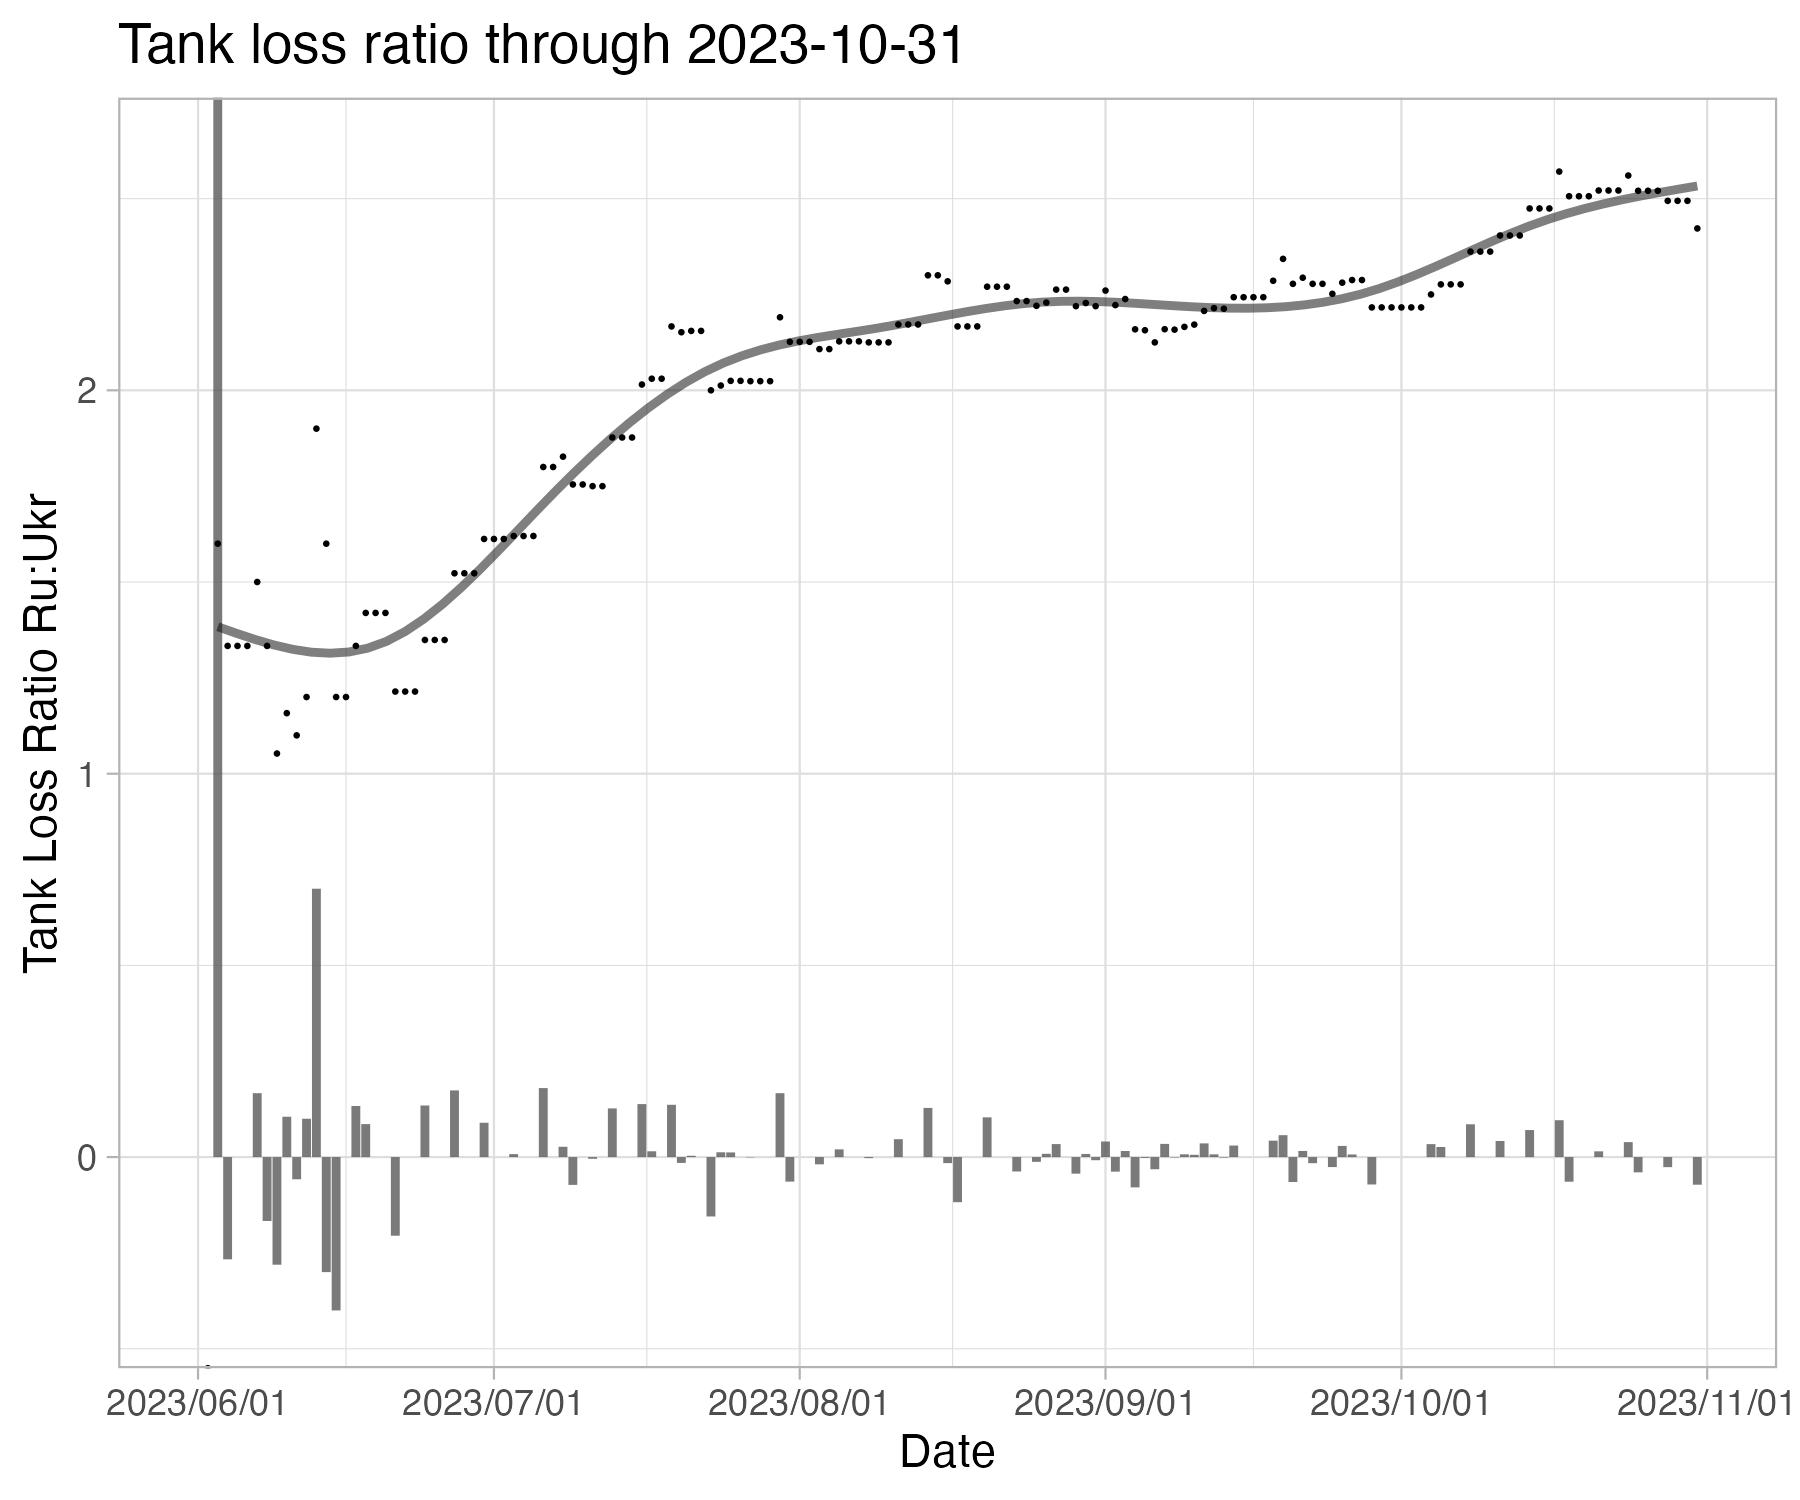 Tank loss ratio through 2023-10-31
Tank Loss Ratio Ru:Ukr
2
1
0
2023/06/01 2023/07/01 2023/08/01 2023/09/01 2023/10/01 2023/11/01
Date